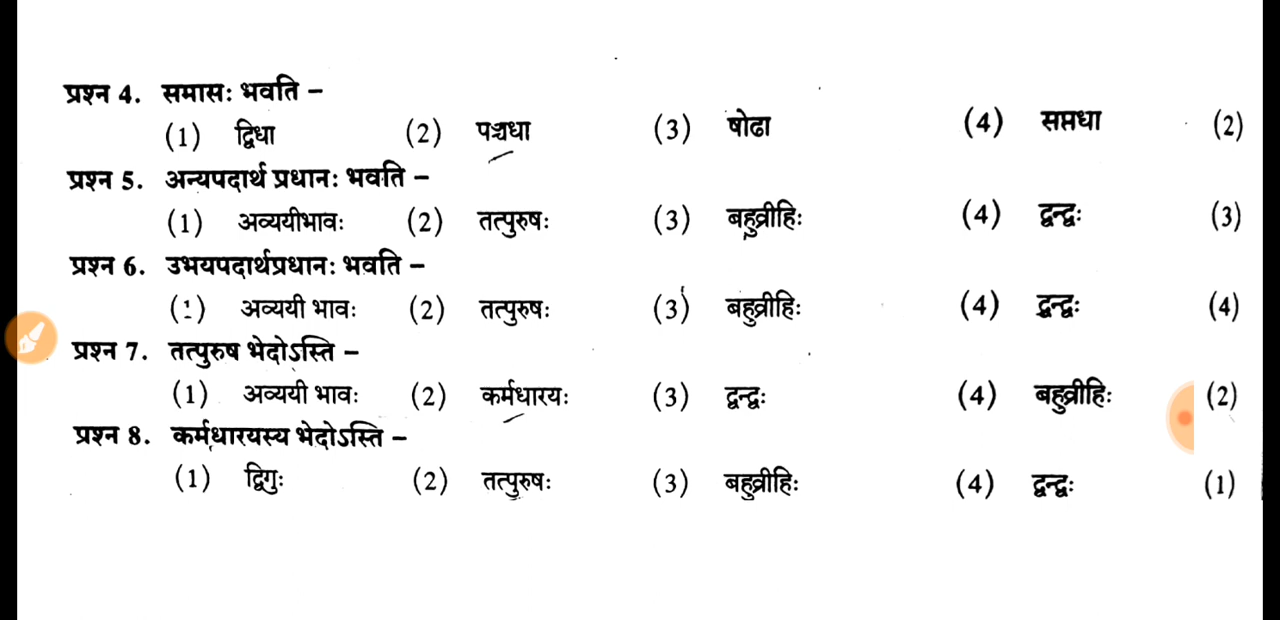 प्रश्न 4. समासः भवति –
(1) द्विधा (2) पञ्चधा (3) षोढा (4) सप्तधा (2)
प्रश्न 5. अन्यपदार्थ प्रधानः भवति –
(1) अव्ययीभावः (2) तत्पुरुषः (3) बहुव्रीहिः (4) द्वन्द्वः (3)
प्रश्न 6. उभयपदार्थप्रधानः भवति –
(1) अव्ययी भावः (2) तत्पुरुषः (3) बहुव्रीहिः (4) द्वन्द्वः (4)
प्रश्न 7. तत्पुरुष भेदोऽस्ति –
(1) अव्ययी भावः (2) कर्मधारयः (3) द्वन्द्वः (4) बहुव्रीहिः (2)
प्रश्न 8. कर्मधारयस्य भेदोऽस्ति –
(1) द्विगुः (2) तत्पुरुषः (3) बहुव्रीहिः (4) द्वन्द्वः (1)